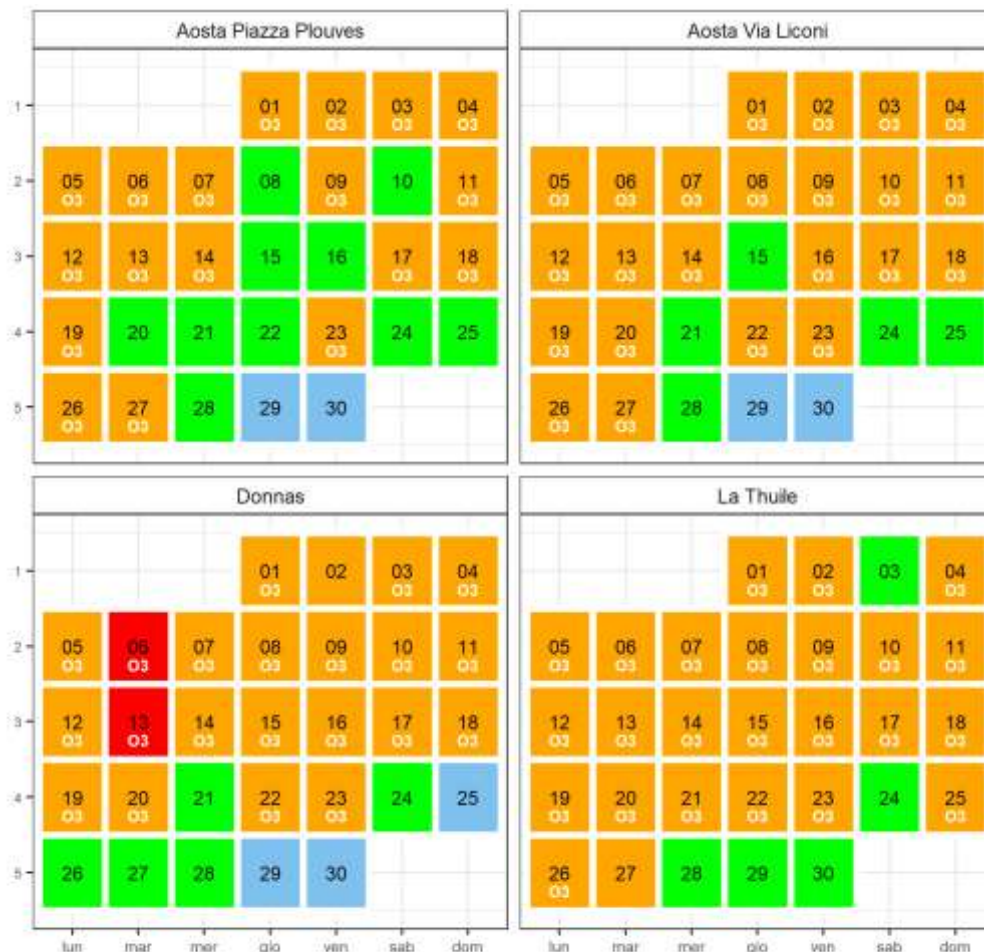 Aosta Piazza Plouves Aosta Via Liconi
1 01 02 03 04 01 02 03 04
O3 O3 O3 O3 O3 O3 O3 O3
2 05 06 07 08 09 10 11 05 06 07 08 09 10 11
O3 O3 O3 O3 O3 O3 O3 O3 O3 O3 O3 O3
3 12 13 14 15 16 17 18 12 13 14 15 16 17 18
O3 O3 O3 O3 O3 O3 O3 O3 O3 O3 O3
4 19 20 21 22 23 24 25 19 20 21 22 23 24 25
O3 O3 O3 O3 O3 O3
5 26 27 28 29 30 26 27 28 29 30
O3 O3 O3 O3
Donnas La Thuile
1 01 02 03 04 01 02 03 04
O3 O3 O3 O3 O3 O3
2 05 06 07 08 09 10 11 05 06 07 08 09 10 11
O3 O3 O3 O3 O3 O3 O3 O3 O3 O3 O3 O3 O3 O3
3 12 13 14 15 16 17 18 12 13 14 15 16 17 18
O3 O3 O3 O3 O3 O3 O3 O3 O3 O3 O3 O3 O3 O3
4 19 20 21 22 23 24 25 19 20 21 22 23 24 25
O3 O3 O3 O3 O3 O3 O3 O3 O3 O3
5 26 27 28 29 30 26 27 28 29 30
O3
lun mar mer gio ven sab dom lun mar mer gio ven sab dom